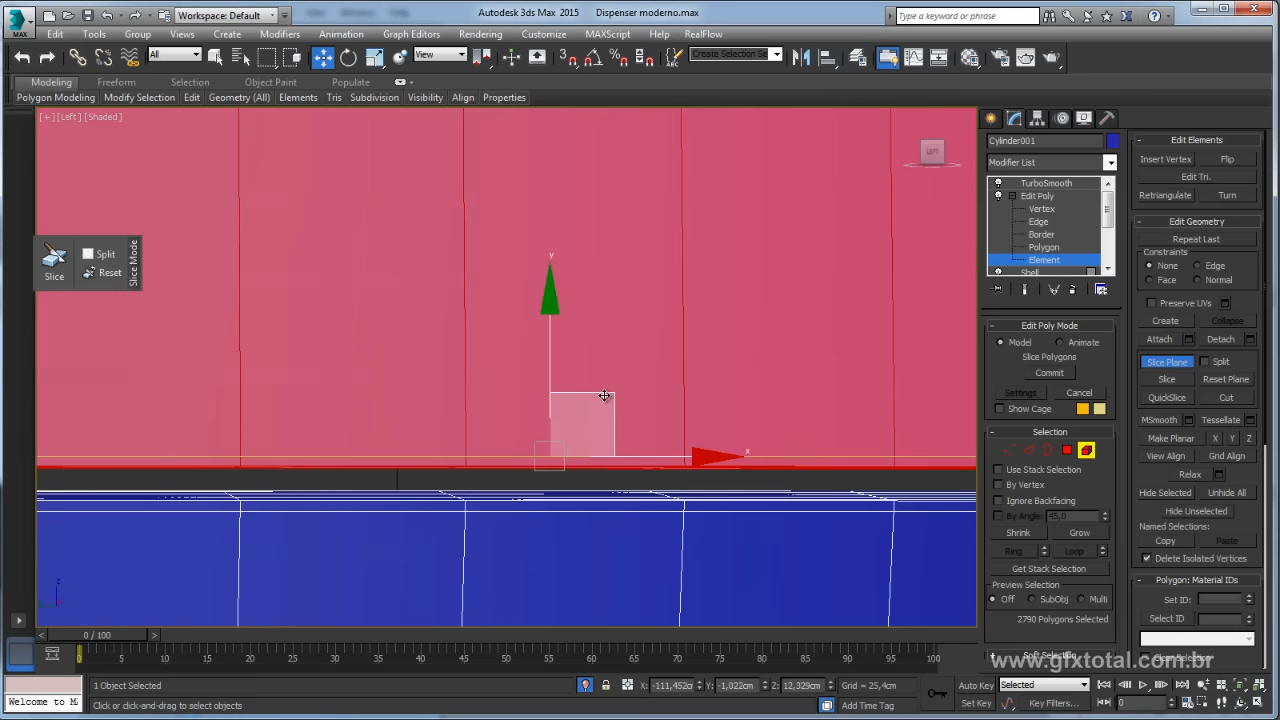 Workspace: Default
Autodesk 3ds Max 2015
Dispenser moderno.max
Type a keyword or phrase
MAX
Edit Tools Group Views Create Modifiers Animation Graph Editors Rendering Customize MAXScript Help RealFlow
All
View
Create Selection Se
Modeling Freeform Selection Object Paint Populate
Polygon Modeling Modify Selection Edit Geometry (All) Elements Tris Subdivision Visibility Align Properties
[+] [Left] [Shaded]
LEFT
Slice
Split
Reset
Slice Mode
y
x
z
Cylinder001
Modifier List
TurboSmooth
Edit Poly
Vertex
Edge
Border
Polygon
Element
Shell
Edit Poly Mode
Model Animate
Slice Polygons
Commit
Settings Cancel
Show Cage
Selection
Use Stack Selection
By Vertex
Ignore Backfacing
By Angle: 45,0
Shrink Grow
Ring Loop
Get Stack Selection
Preview Selection
Off SubObj Multi
2790 Polygons Selected
Soft Selection
Edit Elements
Insert Vertex Flip
Edit Tri.
Retriangulate Turn
Edit Geometry
Repeat Last
Constraints
None Edge
Face Normal
Preserve UVs
Create Collapse
Attach Detach
Slice Plane Split
Slice Reset Plane
QuickSlice Cut
MSmooth Tessellate
Make Planar X Y Z
View Align Grid Align
Relax
Hide Selected Unhide All
Hide Unselected
Named Selections:
Copy Paste
Delete Isolated Vertices
Polygon: Material IDs
Set ID:
Select ID
Clear Selection
www.gfxtotal.com.br
0 / 100
0 5 10 15 20 25 30 35 40 45 50 55 60 65 70 75 80 85 90 95 100
1 Object Selected
X: -111,452cm Y: -1,022cm Z: 12,329cm Grid = 25,4cm
Auto Key Selected
Welcome to MA
Click or click-and-drag to select objects
Add Time Tag
Set Key Key Filters... 0